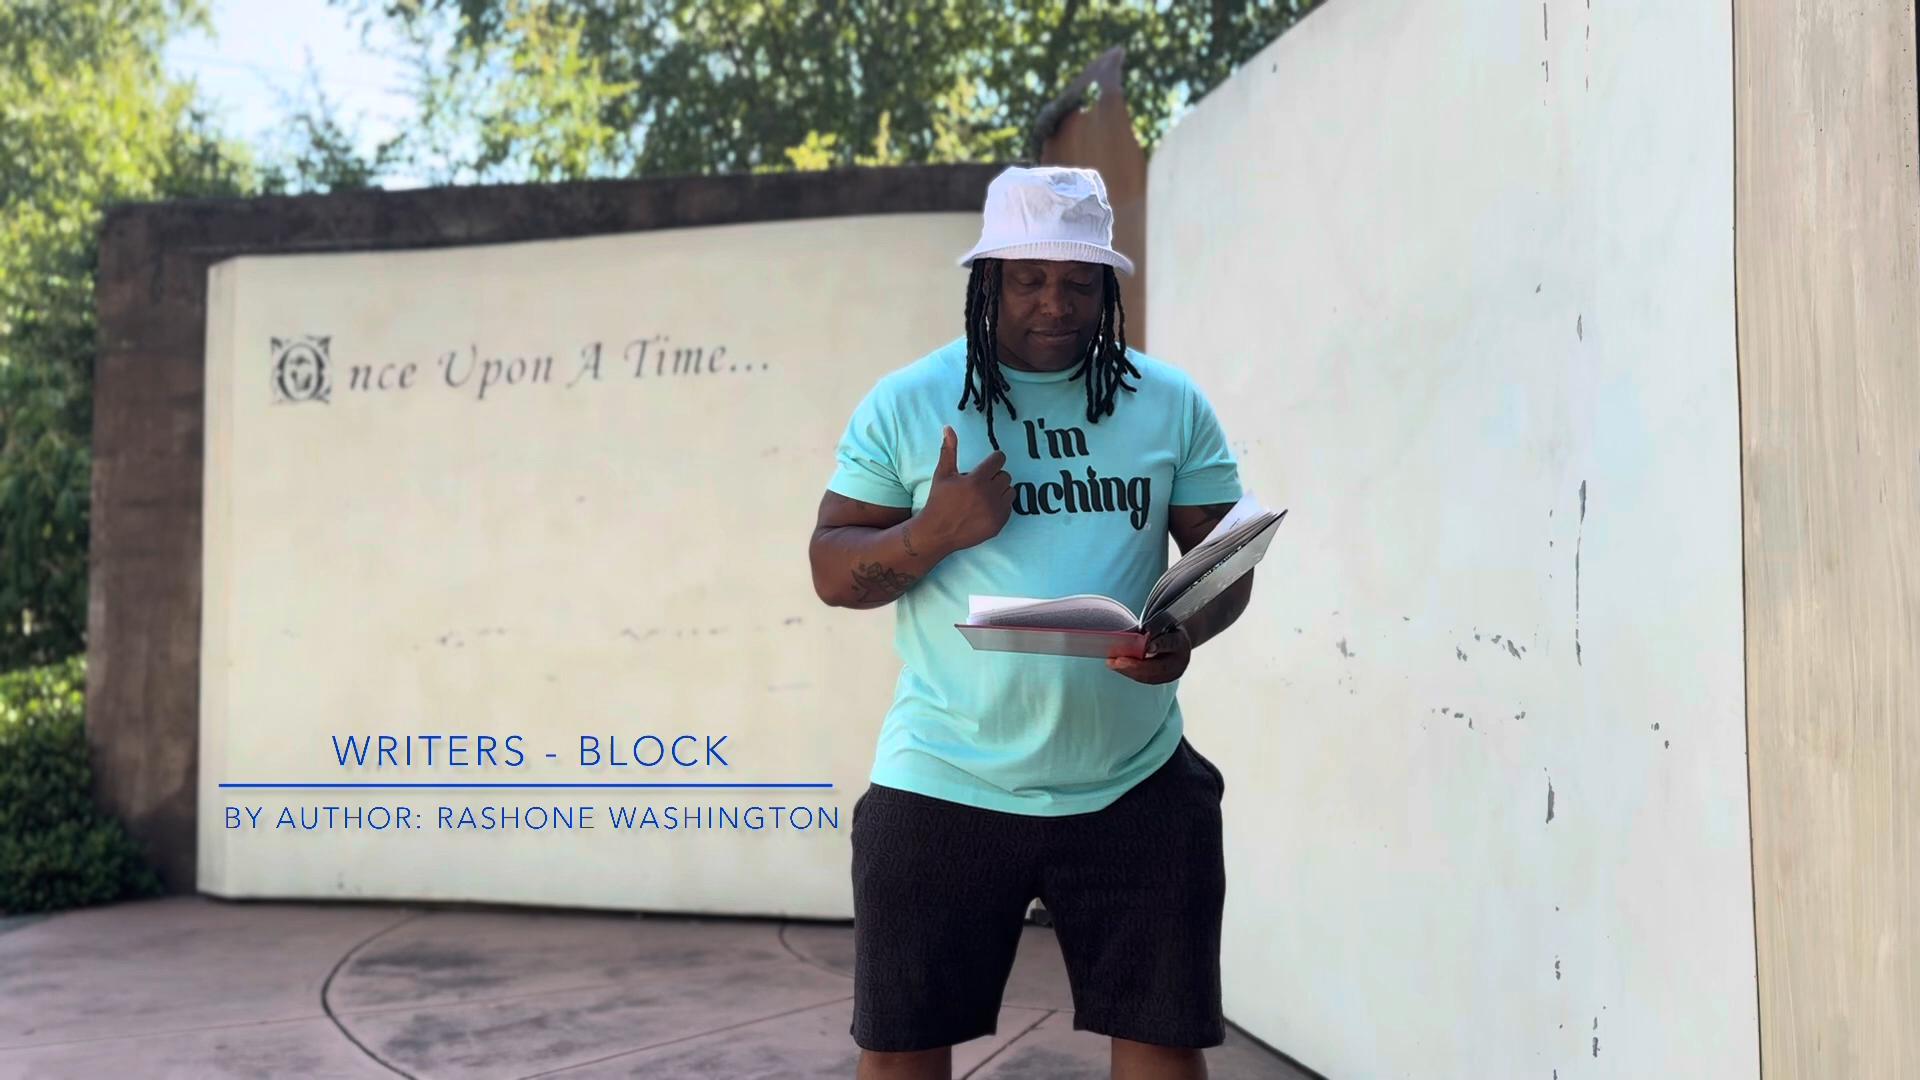 Once Upon A Time...
I'm
aching
WRITERS - BLOCK
BY AUTHOR: RASHONE WASHINGTON